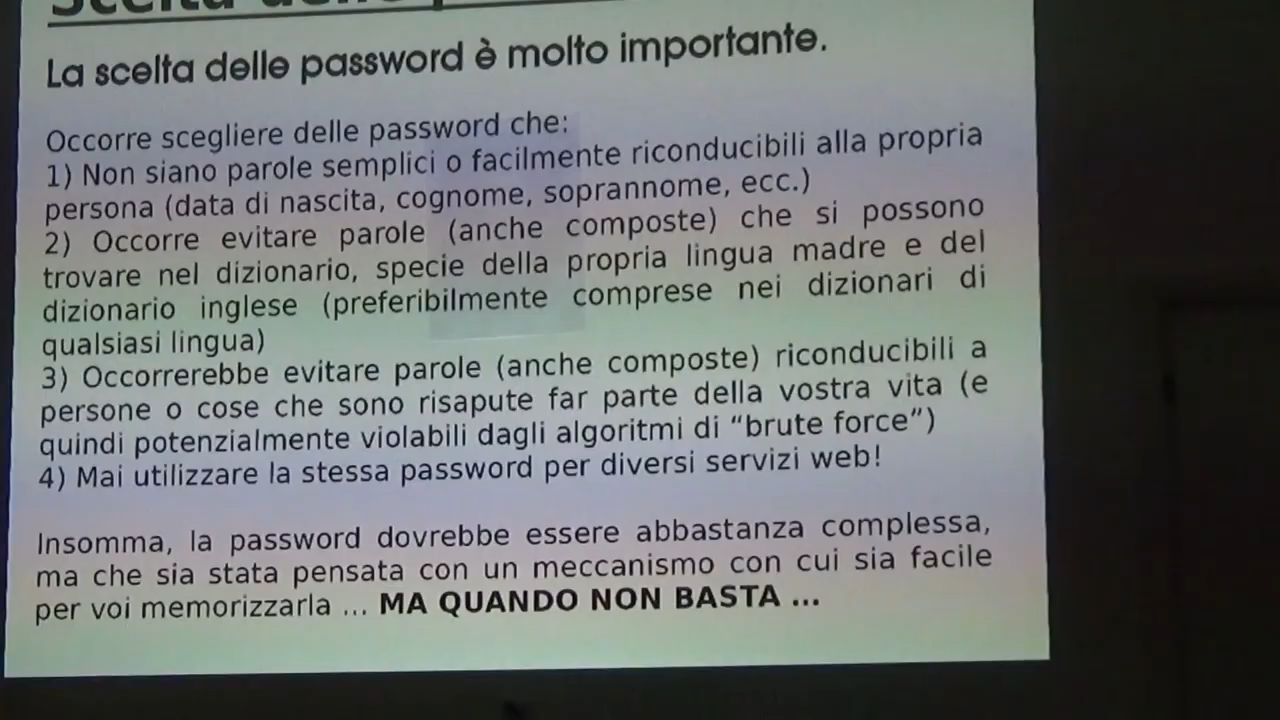 La scelta delle password è molto importante.
Occorre scegliere delle password che:
1) Non siano parole semplici o facilmente riconducibili alla propria
persona (data di nascita, cognome, soprannome, ecc.)
2) Occorre evitare parole (anche composte) che si possono
trovare nel dizionario, specie della propria lingua madre e del
dizionario inglese (preferibilmente comprese nei dizionari di
qualsiasi lingua)
3) Occorrerebbe evitare parole (anche composte) riconducibili a
persone o cose che sono risapute far parte della vostra vita (e
quindi potenzialmente violabili dagli algoritmi di “brute force”)
4) Mai utilizzare la stessa password per diversi servizi web!
Insomma, la password dovrebbe essere abbastanza complessa,
ma che sia stata pensata con un meccanismo con cui sia facile
per voi memorizzarla ... MA QUANDO NON BASTA ...